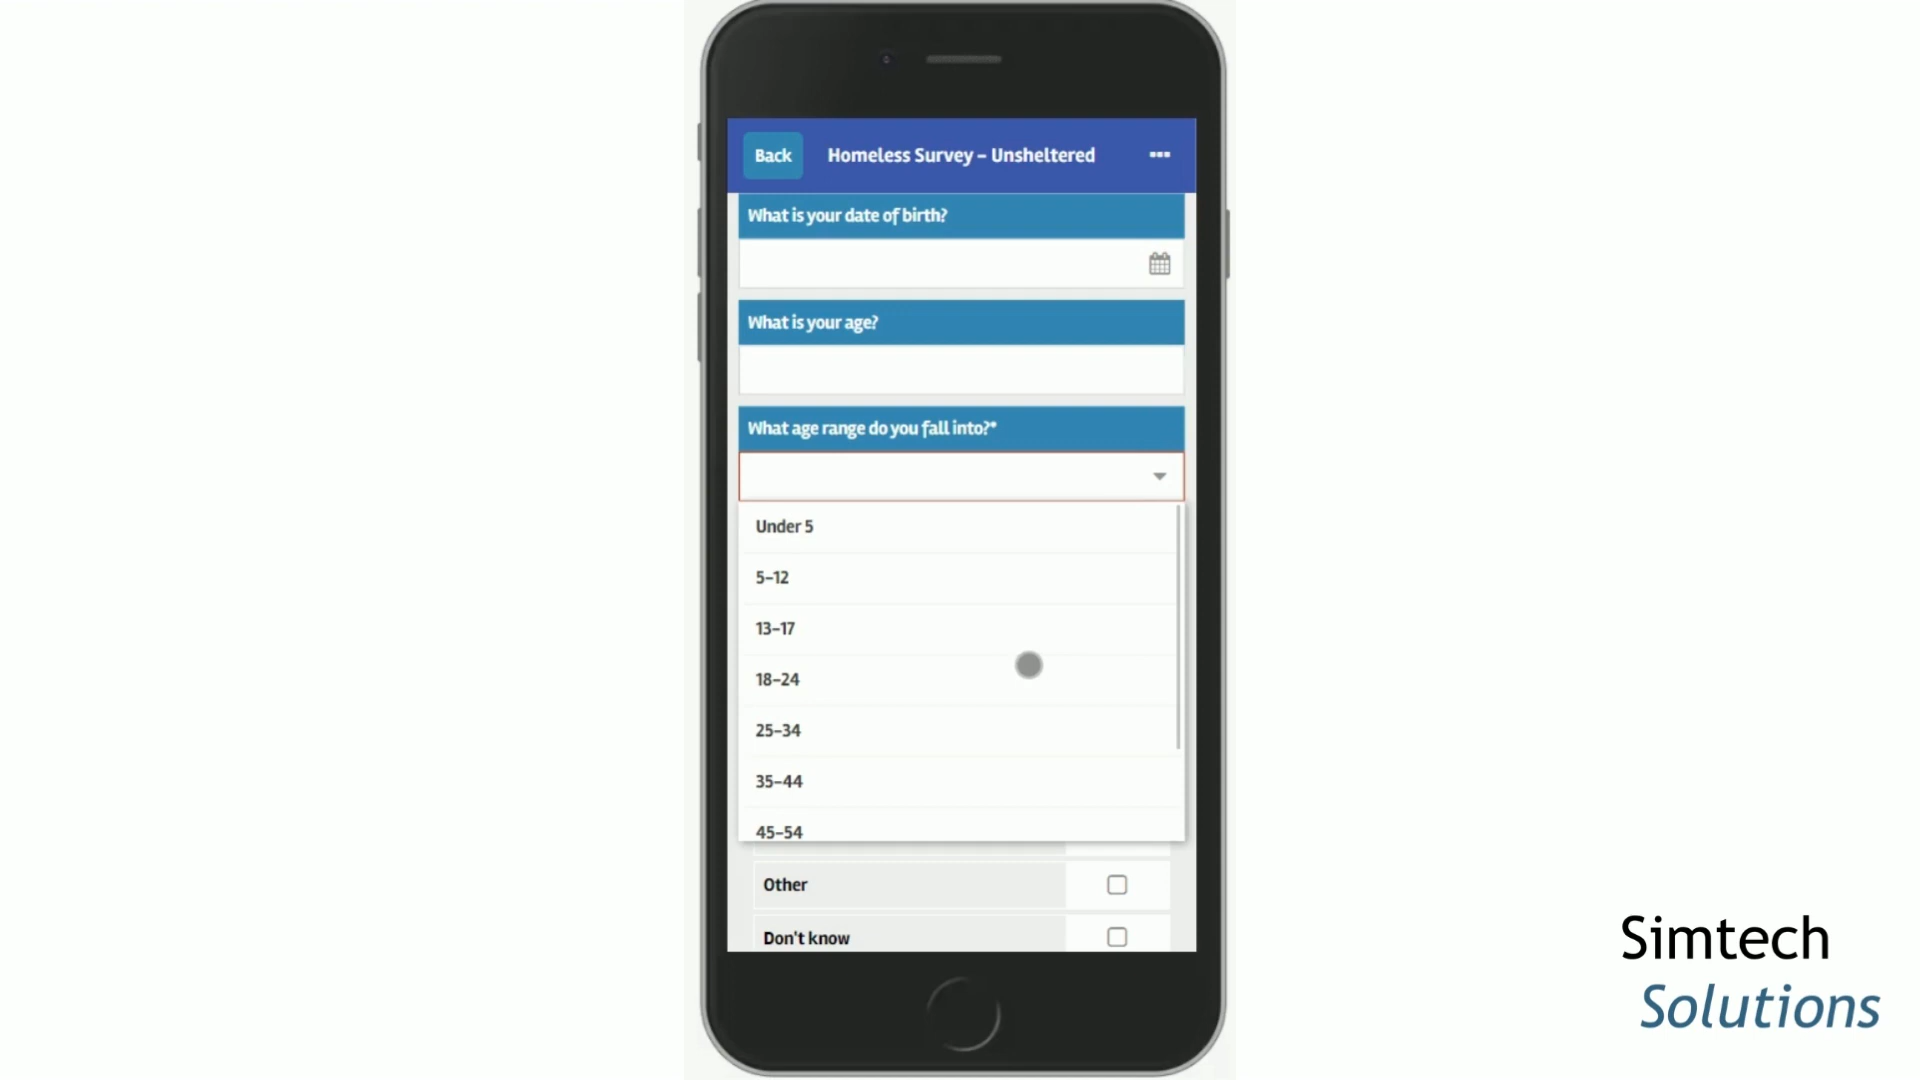 Back
Homeless Survey – Unsheltered
What is your date of birth?
What is your age?
What age range do you fall into?*
Under 5
5–12
13–17
18–24
25–34
35–44
45–54
Other
Don't know
Simtech
Solutions